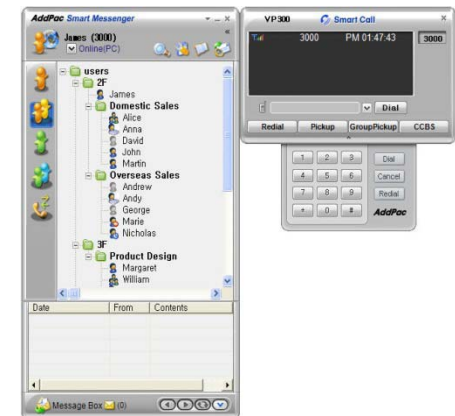 AddPac Smart Messenger
James (3000)
Online(PC)
users
2F
James
Domestic Sales
Alice
Anna
David
John
Martin
Overseas Sales
Andrew
Andy
George
Marie
Nicholas
3F
Product Design
Margaret
William
Date From Contents
Message Box (0)
VP300 Smart Call
3000 PM 01:47:43 3000
Dial
Redial Pickup GroupPickup CCBS
1 2 3 Dial
4 5 6 Cancel
7 8 9 Redial
* 0 # AddPac